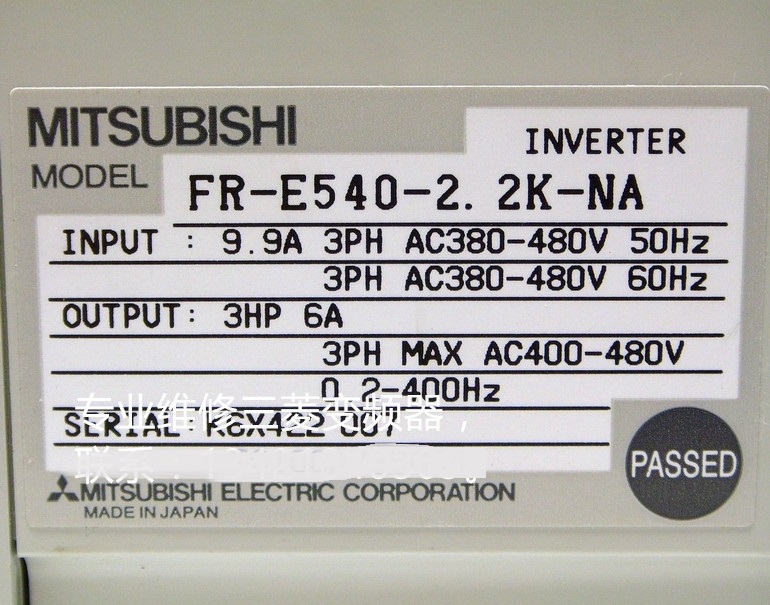 MITSUBISHI
INVERTER
MODEL FR-E540-2.2K-NA
INPUT : 9.9A 3PH AC380-480V 50Hz
3PH AC380-480V 60Hz
OUTPUT: 3HP 6A
3PH MAX AC400-480V
0.2-400Hz
专业维修三菱变频器，
SERIAL:
联系：
PASSED
MITSUBISHI ELECTRIC CORPORATION
MADE IN JAPAN